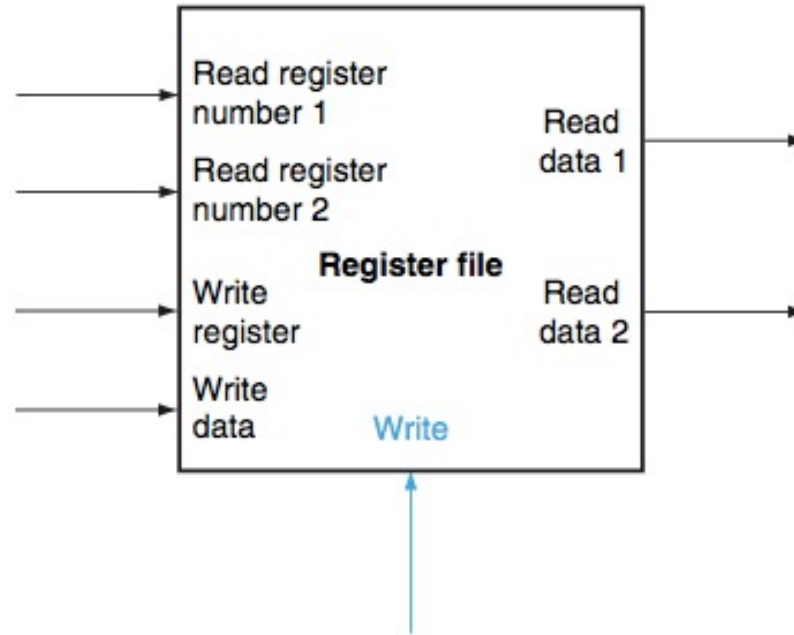 Read register
number 1
Read
data 1
Read register
number 2
Register file
Write
register
Read
data 2
Write
data
Write